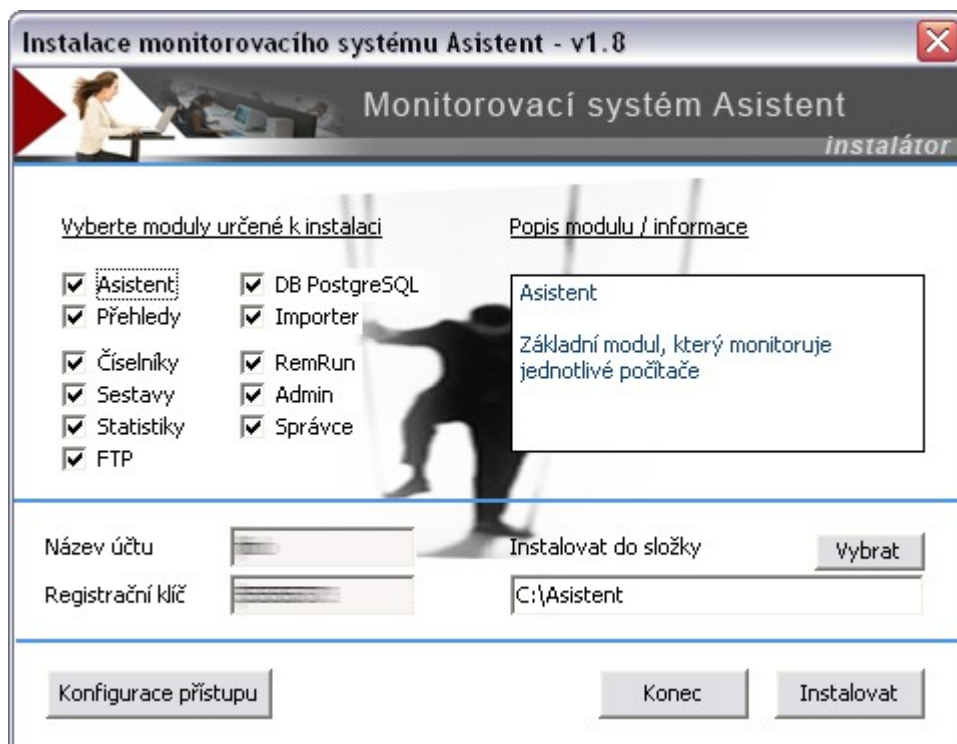 Instalace monitorovacího systému Asistent - v1.8
Monitorovací systém Asistent
instalátor
Vyberte moduly určené k instalaci
Asistent
Přehledy
Číselníky
Sestavy
Statistiky
FTP
DB PostgreSQL
Importer
RemRun
Admin
Správce
Popis modulu / informace
Asistent
Základní modul, který monitoruje
jednotlivé počítače
Název účtu
Registrační klíč
Instalovat do složky
Vybrat
C:\Asistent
Konfigurace přístupu
Konec
Instalovat